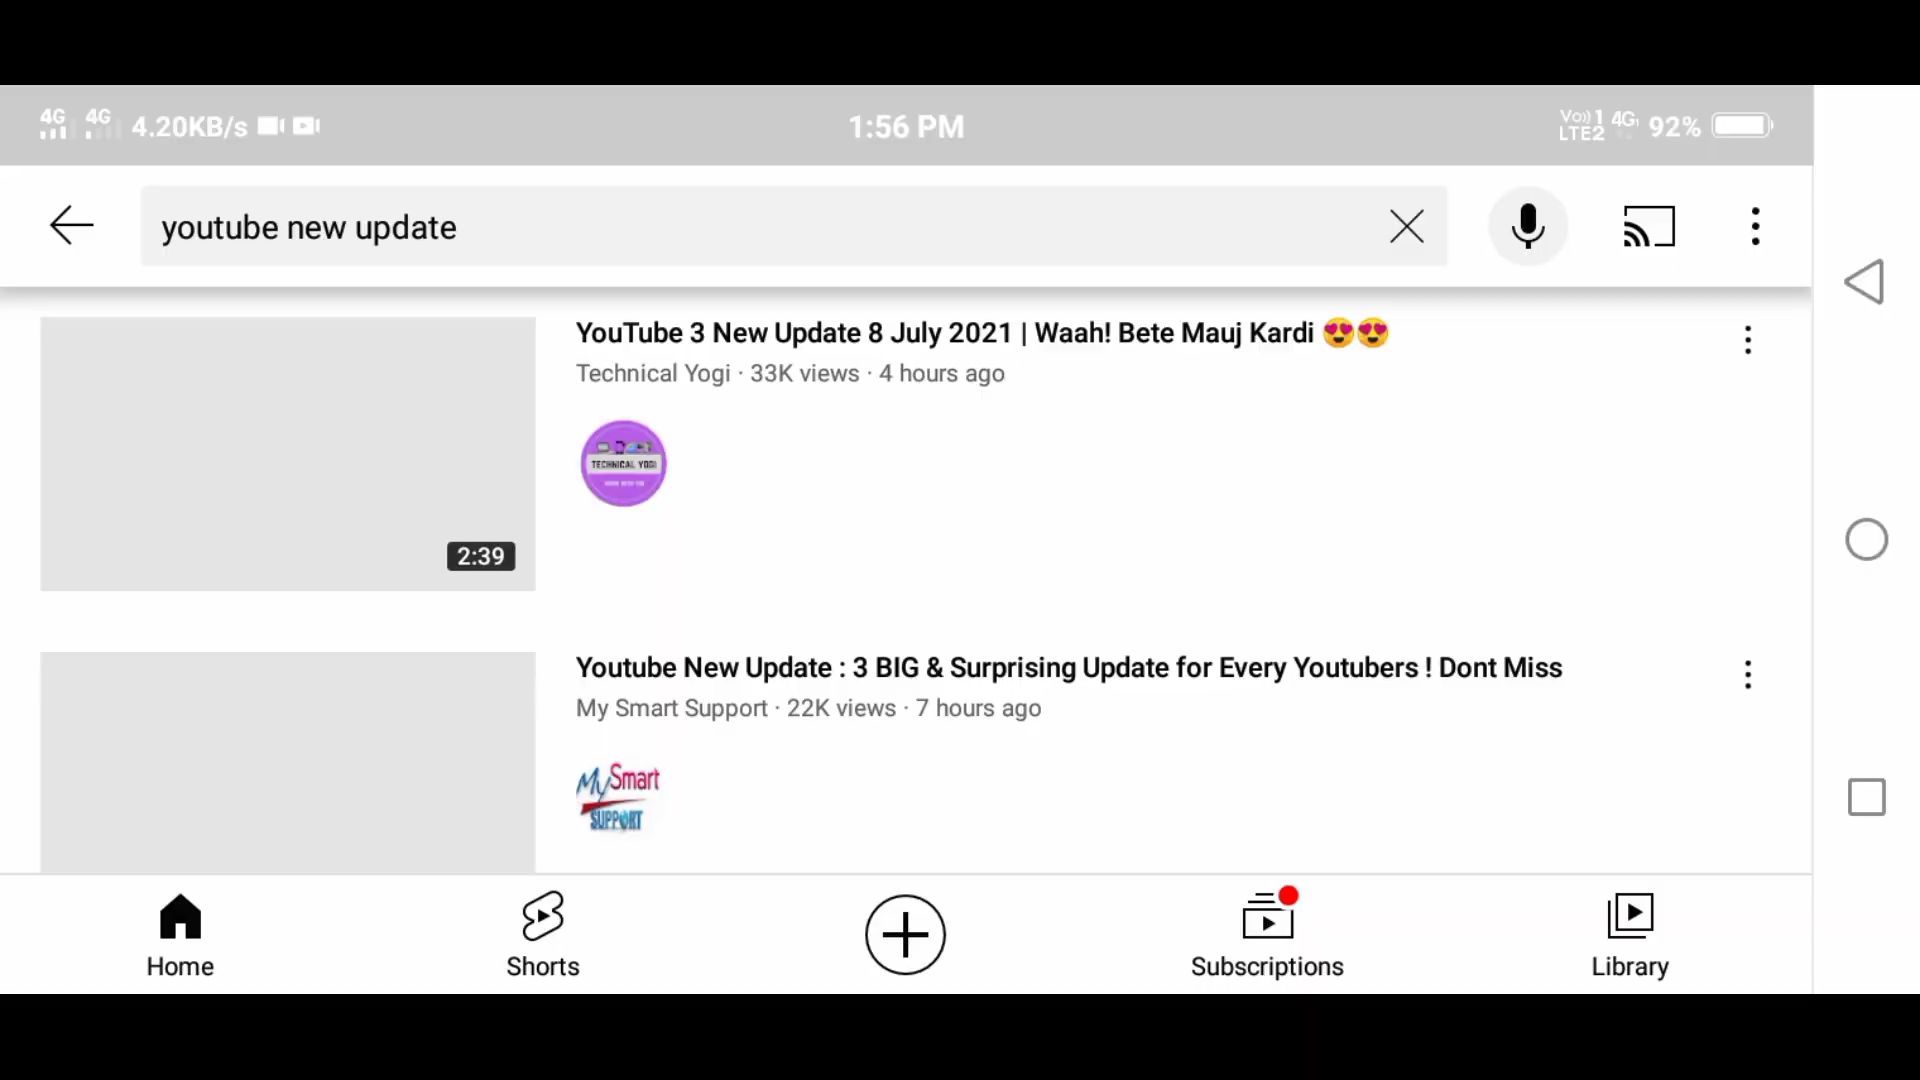 4G 4G 4.20KB/s 1:56 PM Vo)) 1 LTE2 4G 92%
youtube new update
YouTube 3 New Update 8 July 2021 | Waah! Bete Mauj Kardi 😍😍
Technical Yogi · 33K views · 4 hours ago
TECHNICAL YOGI
2:39
Youtube New Update : 3 BIG & Surprising Update for Every Youtubers ! Dont Miss
My Smart Support · 22K views · 7 hours ago
My Smart
SUPPORT
Home Shorts Subscriptions Library